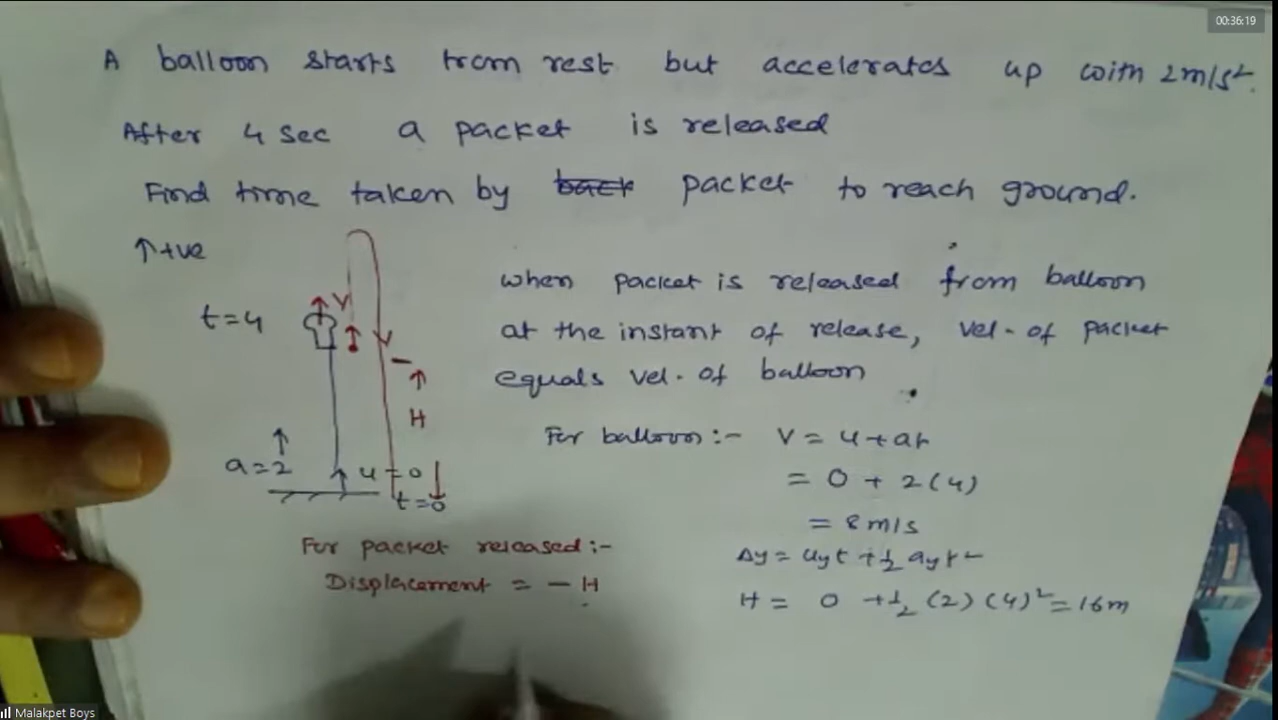 00:36:19
A balloon starts from rest but accelerates up with 2m/s².
After 4 sec a packet is released
Find time taken by back packet to reach ground.
↑+ve
when packet is released from balloon
t=4
V
at the instant of release, vel. of packet
equals vel. of balloon
H
For balloon :- V = u+at
a=2
u=0
= 0 + 2(4)
t=0
= 8m/s
For packet released :-
Δy = uyt + ½ ayt²
Displacement = - H
H = 0 + ½ (2) (4)² = 16m
Malakpet Boys